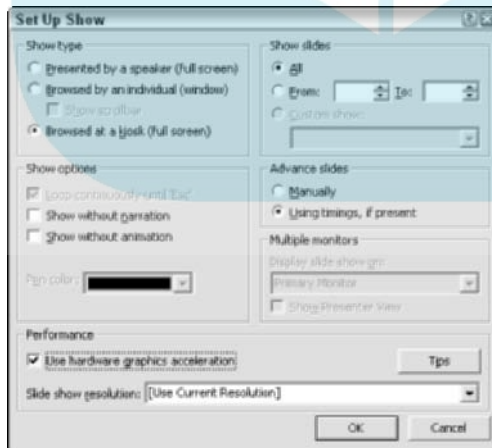 Set Up Show
Show type
Presented by a speaker (full screen)
Browsed by an individual (window)
Show scrollbar
Browsed at a kiosk (full screen)
Show slides
All
From: To:
Custom show:
Show options
Loop continuously until 'Esc'
Show without narration
Show without animation
Pen color:
Advance slides
Manually
Using timings, if present
Multiple monitors
Display slide show on:
Primary Monitor
Show Presenter View
Performance
Use hardware graphics acceleration
Tips
Slide show resolution: [Use Current Resolution]
OK Cancel